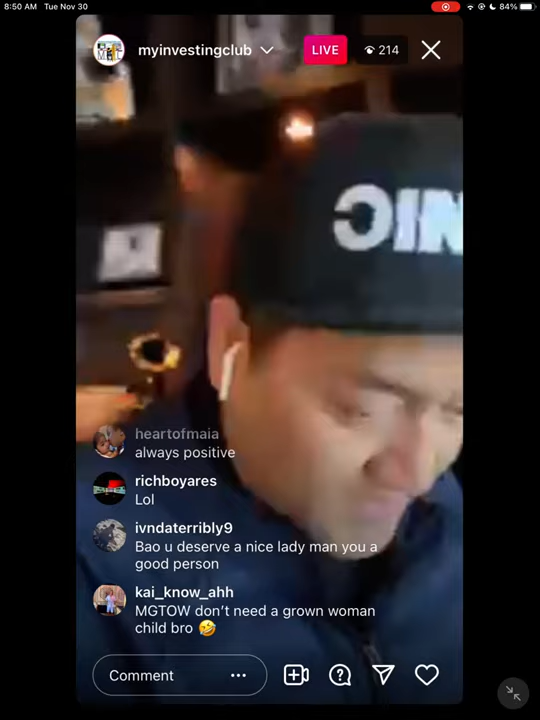 8:50 AM Tue Nov 30
84%
myinvestingclub
LIVE
214
heartofmaia
always positive
richboyares
Lol
ivndaterribly9
Bao u deserve a nice lady man you a
good person
kai_know_ahh
MGTOW don't need a grown woman
child bro 🤣
Comment